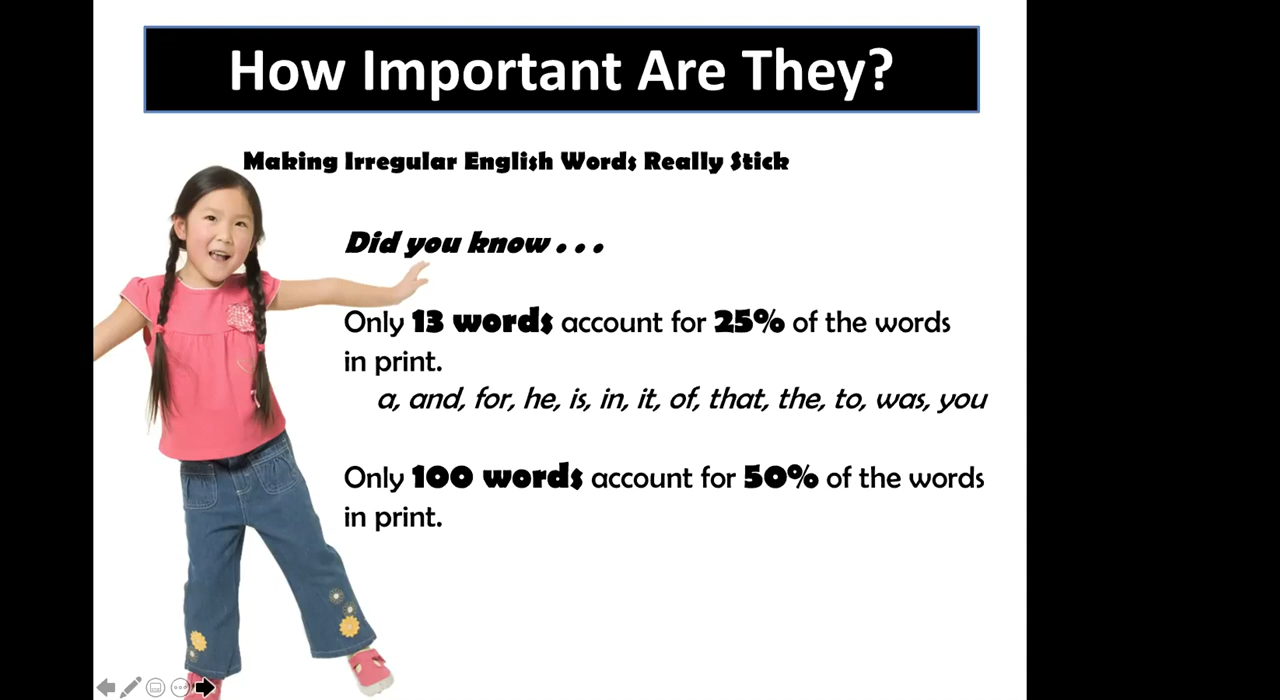 How Important Are They?
Making Irregular English Words Really Stick
Did you know . . .
Only 13 words account for 25% of the words
in print.
a, and, for, he, is, in, it, of, that, the, to, was, you
Only 100 words account for 50% of the words
in print.